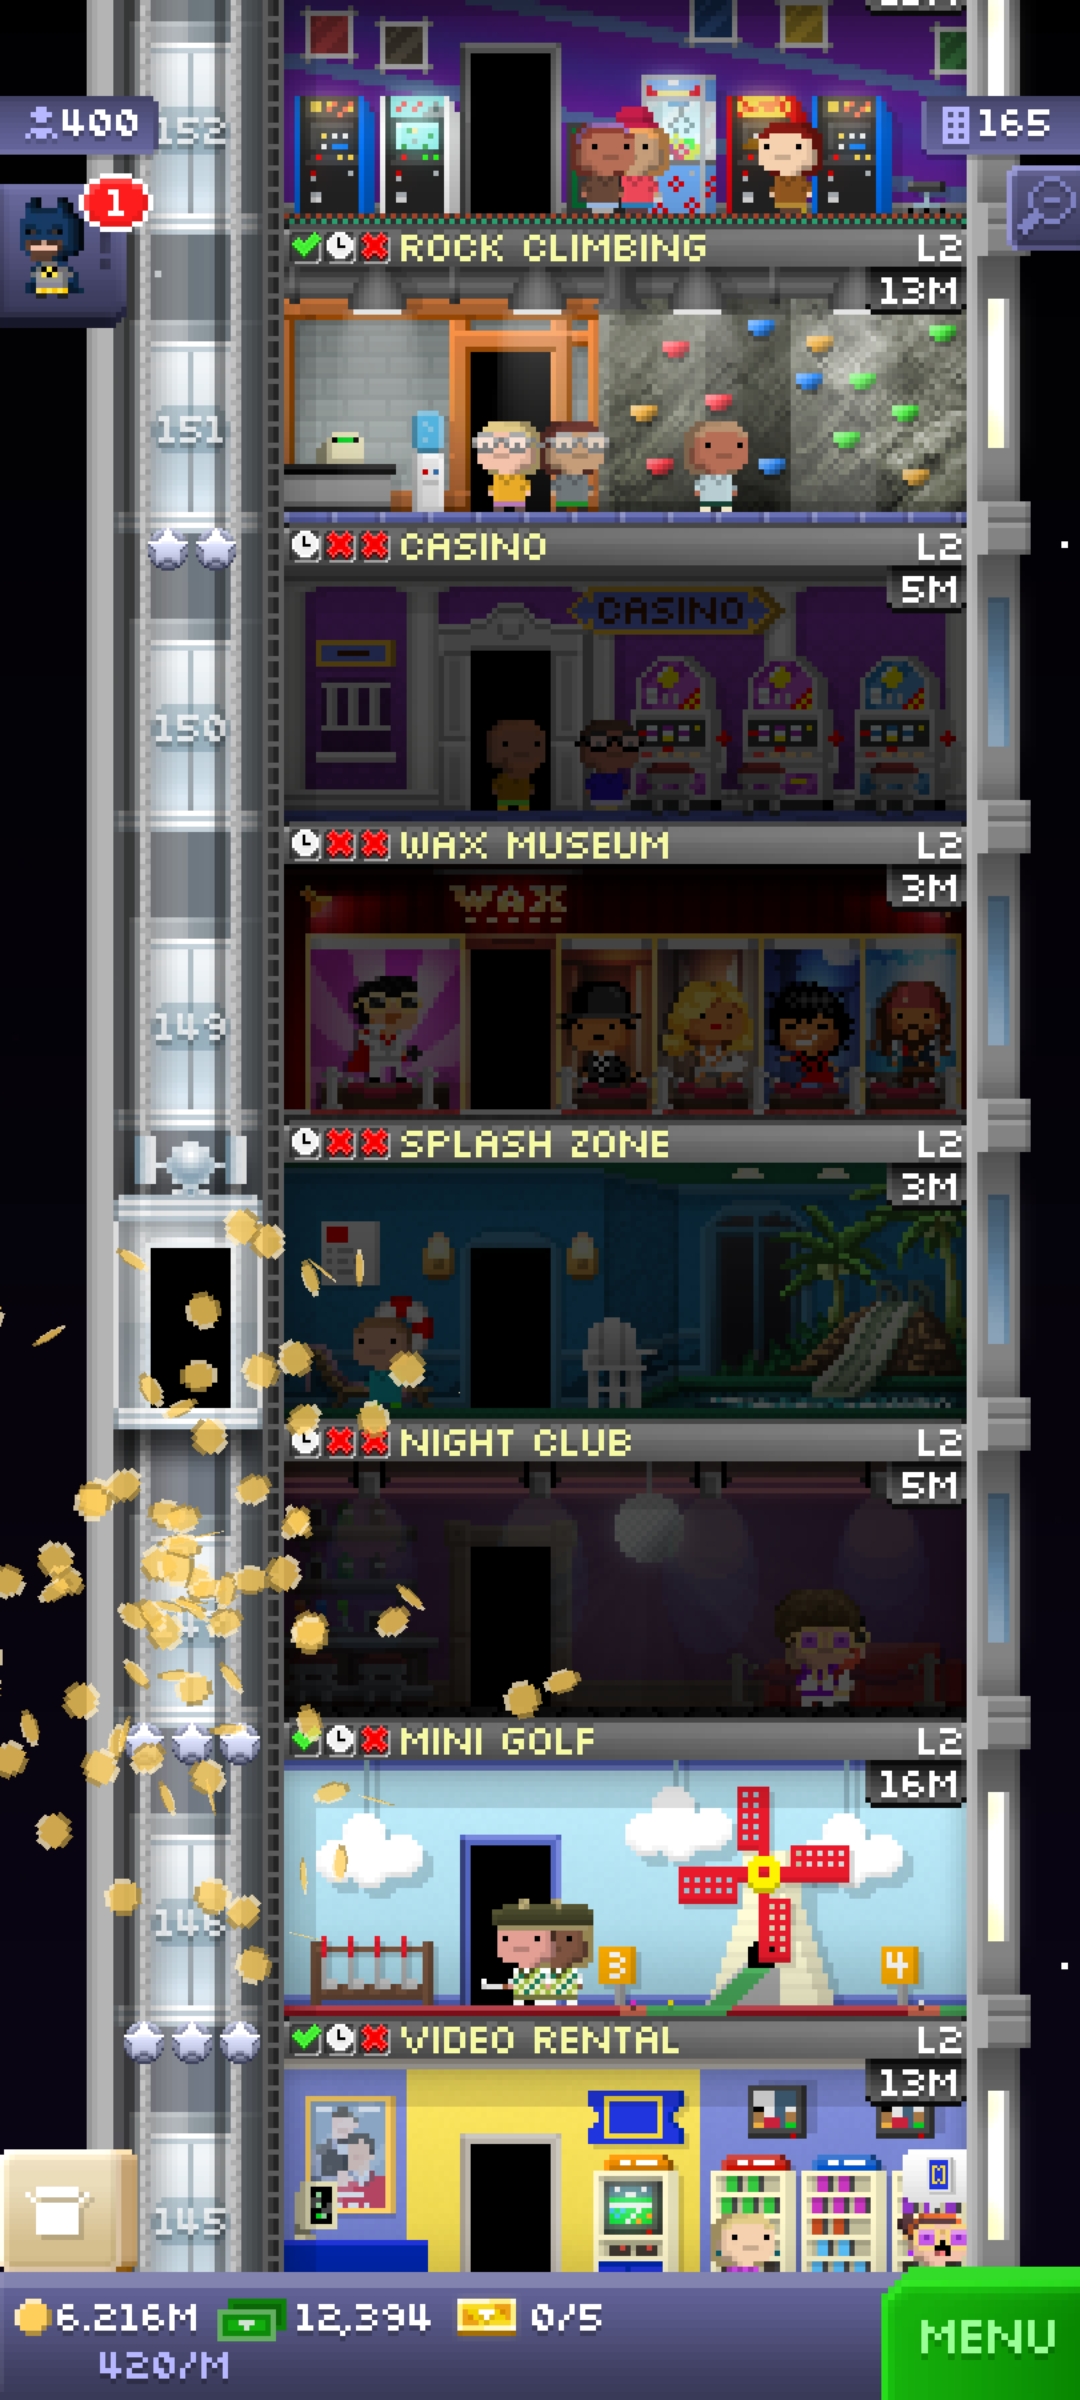 400
152
165
1
ROCK CLIMBING L2
13M
151
CASINO L2
5M
CASINO
150
WAX MUSEUM L2
3M
WAX
149
SPLASH ZONE L2
3M
NIGHT CLUB L2
5M
MINI GOLF L2
16M
146
3
4
VIDEO RENTAL L2
13M
145
6.216M 12,394 0/5
420/M
MENU